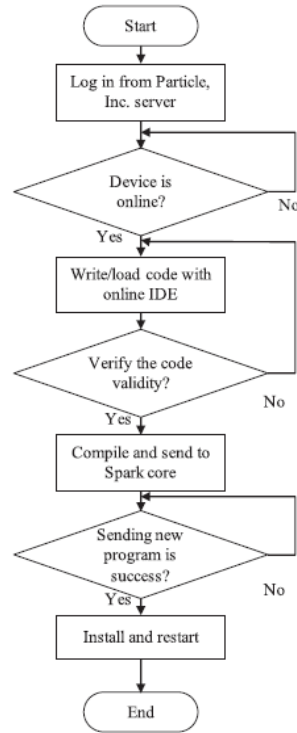 Start
Log in from Particle,
Inc. server
Device is
online?
No
Yes
Write/load code with
online IDE
Verify the code
validity?
No
Yes
Compile and send to
Spark core
Sending new
program is
success?
No
Yes
Install and restart
End